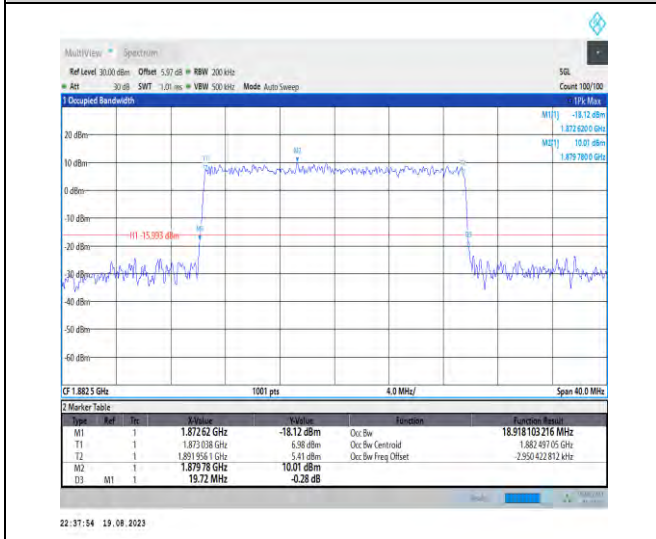 MultiView Spectrum
Ref Level 30.00 dBm Offset 5.97 dB RBW 200 kHz SGL
Att 30 dB SWT 1.01 ms VBW 500 kHz Mode Auto Sweep Count 100/100
1 Occupied Bandwidth 1Pk Max
M1[1] -18.12 dBm
1.872 620 0 GHz
20 dBm M2[1] 10.01 dBm
1.879 780 0 GHz
M2
10 dBm
0 dBm
-10 dBm
H1 -15.993 dBm
-20 dBm
-30 dBm
-40 dBm
-50 dBm
-60 dBm
CF 1.882 5 GHz 1001 pts 4.0 MHz/ Span 40.0 MHz
2 Marker Table
Type Ref Trc X-Value Y-Value Function Function Result
M1 1 1.872 62 GHz -18.12 dBm Occ Bw 18.918 103 216 MHz
T1 1 1.873 038 GHz 6.98 dBm Occ Bw Centroid 1.882 497 05 GHz
T2 1 1.891 956 1 GHz 5.41 dBm Occ Bw Freq Offset -2.950 422 812 kHz
M2 1 1.879 78 GHz 10.01 dBm
D3 M1 1 19.72 MHz -0.28 dB
22:37:54 19.08.2023